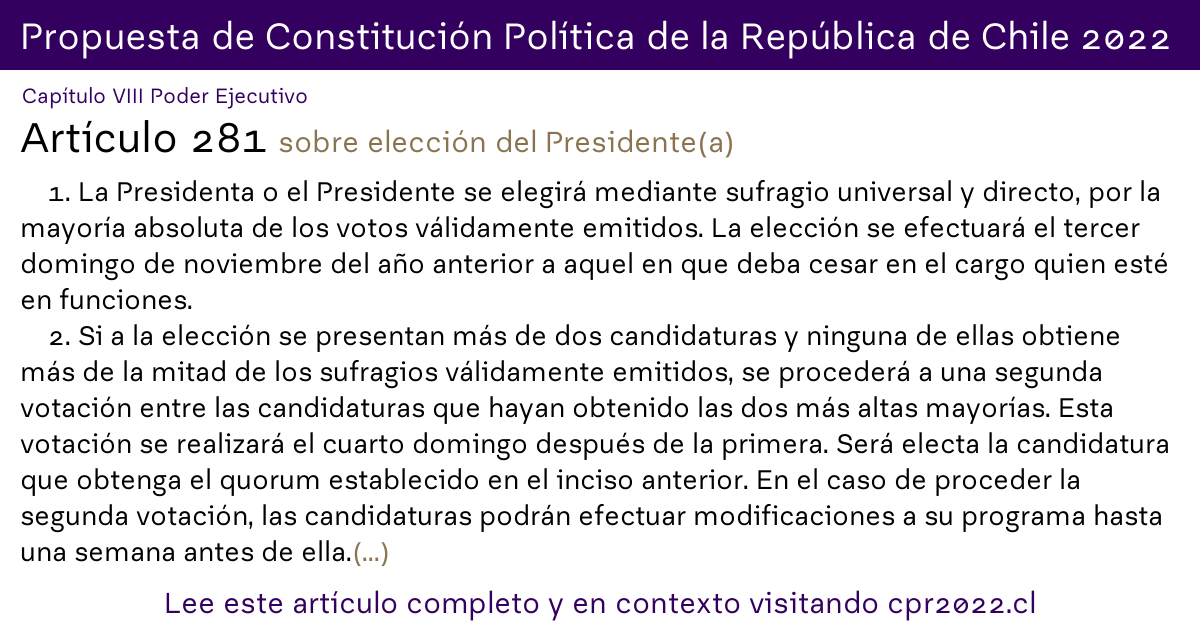 Propuesta de Constitución Política de la República de Chile 2022
Capítulo VIII Poder Ejecutivo
Artículo 281 sobre elección del Presidente(a)
1. La Presidenta o el Presidente se elegirá mediante sufragio universal y directo, por la
mayoría absoluta de los votos válidamente emitidos. La elección se efectuará el tercer
domingo de noviembre del año anterior a aquel en que deba cesar en el cargo quien esté
en funciones.
2. Si a la elección se presentan más de dos candidaturas y ninguna de ellas obtiene
más de la mitad de los sufragios válidamente emitidos, se procederá a una segunda
votación entre las candidaturas que hayan obtenido las dos más altas mayorías. Esta
votación se realizará el cuarto domingo después de la primera. Será electa la candidatura
que obtenga el quorum establecido en el inciso anterior. En el caso de proceder la
segunda votación, las candidaturas podrán efectuar modificaciones a su programa hasta
una semana antes de ella.(...)
Lee este artículo completo y en contexto visitando cpr2022.cl